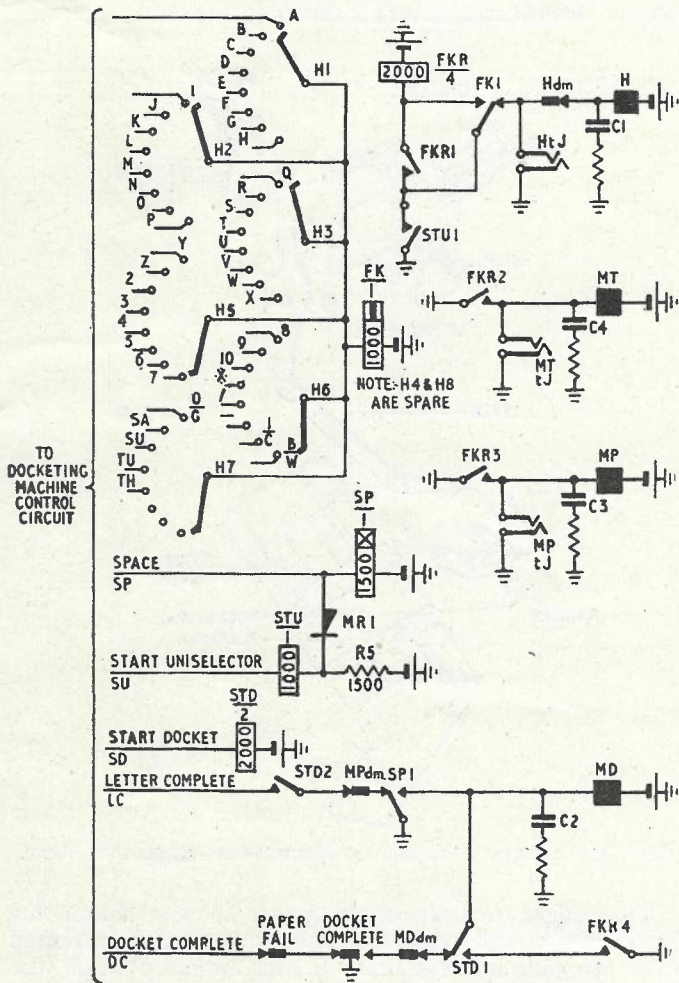 A
B
C
D
E
F
G
H
H1
I
J
K
L
M
N
O
P
H2
Q
R
S
T
U
V
W
X
H3
Y
Z
2
3
4
5
6
7
H5
8
9
10
/
—
1/C
B/W
H6
O/G
SA
SU
TU
TH
H7
FK
1
1000
NOTE:- H4 & H8
ARE SPARE
2000
FKR
4
FKR1
STU1
FK1
Hdm
H
HtJ
C1
FKR2
MT
C4
MT
tJ
FKR3
MP
C3
MP
tJ
TO
DOCKETING
MACHINE
CONTROL
CIRCUIT
SPACE
SP
SP
1
1500
MR1
START UNISELECTOR
SU
STU
1
1000
R5
1500
START DOCKET
SD
STD
2
2000
LETTER COMPLETE
LC
STD2
MPdm
SP1
MD
C2
DOCKET COMPLETE
DC
PAPER
FAIL
DOCKET
COMPLETE
MDdm
STD1
FKR4